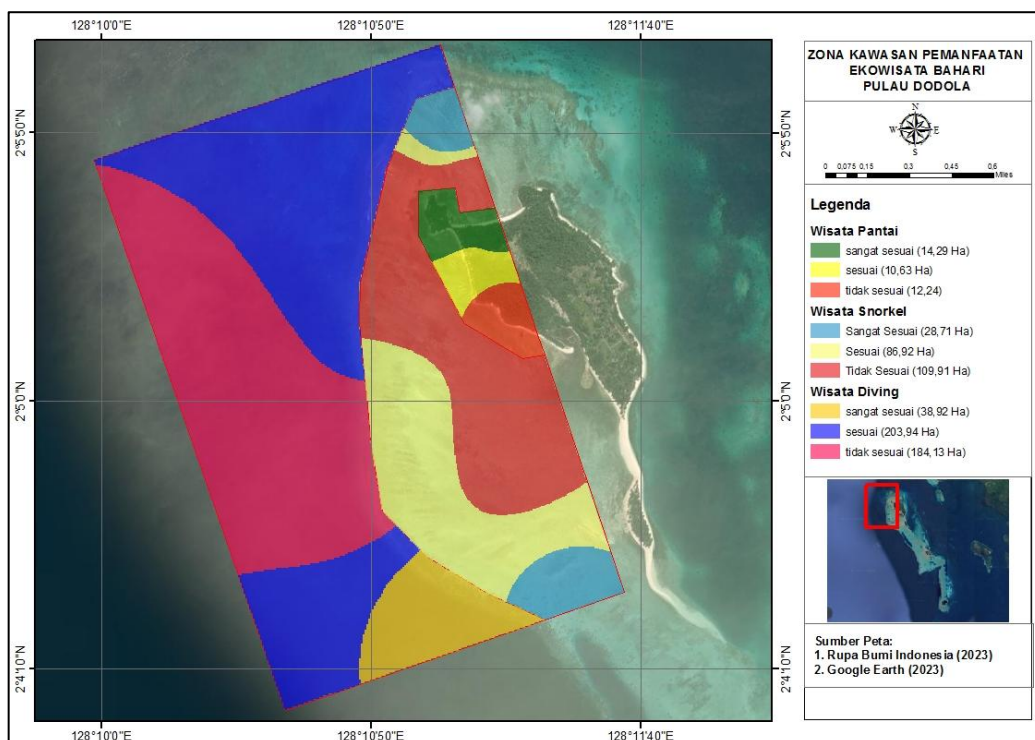 128°10'0"E
128°10'50"E
128°11'40"E
2°5'50"N
2°5'50"N
2°5'0"N
2°5'0"N
2°4'10"N
2°4'10"N
128°10'0"E
128°10'50"E
128°11'40"E
ZONA KAWASAN PEMANFAATAN
EKOWISATA BAHARI
PULAU DODOLA
N
W E
S
0 0,075 0,15 0,3 0,45 0,6
Miles
Legenda
Wisata Pantai
sangat sesuai (14,29 Ha)
sesuai (10,63 Ha)
tidak sesuai (12,24)
Wisata Snorkel
Sangat Sesuai (28,71 Ha)
Sesuai (86,92 Ha)
Tidak Sesuai (109,91 Ha)
Wisata Diving
sangat sesuai (38,92 Ha)
sesuai (203,94 Ha)
tidak sesuai (184,13 Ha)
Sumber Peta:
1. Rupa Bumi Indonesia (2023)
2. Google Earth (2023)